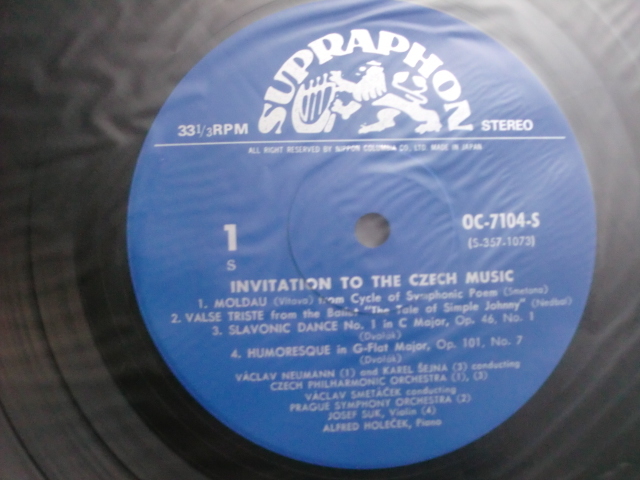 SUPRAPHON
33⅓RPM
STEREO
ALL RIGHT RESERVED BY NIPPON COLUMBIA CO., LTD. MADE IN JAPAN
1
S
OC-7104-S
(S-357-1073)
INVITATION TO THE CZECH MUSIC
1. MOLDAU (Vltava) from Cycle of Symphonic Poem (Smetana)
2. VALSE TRISTE from the Ballet "The Tale of Simple Johnny" (Nedbal)
3. SLAVONIC DANCE No. 1 in C Major, Op. 46, No. 1
(Dvořák)
4. HUMORESQUE in G-Flat Major, Op. 101, No. 7
(Dvořák)
VÁCLAV NEUMANN (1) and KAREL ŠEJNA (3) conducting
CZECH PHILHARMONIC ORCHESTRA (1), (3)
VÁCLAV SMETÁČEK conducting
PRAGUE SYMPHONY ORCHESTRA (2)
JOSEF SUK, Violin (4)
ALFRED HOLEČEK, Piano